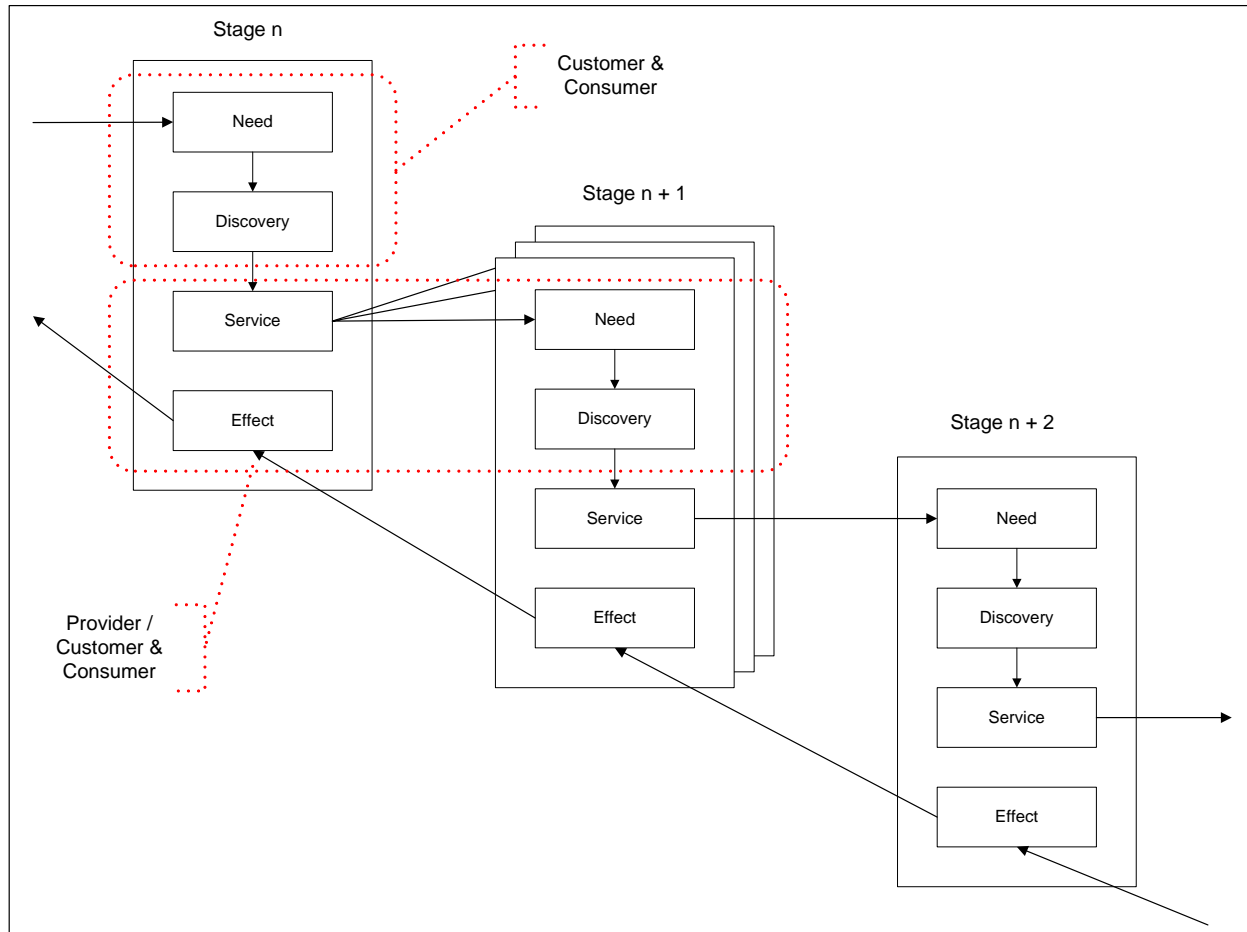 Stage n
Customer &
Consumer
Need
Discovery
Service
Effect
Stage n + 1
Need
Discovery
Service
Effect
Stage n + 2
Need
Discovery
Service
Effect
Provider /
Customer &
Consumer